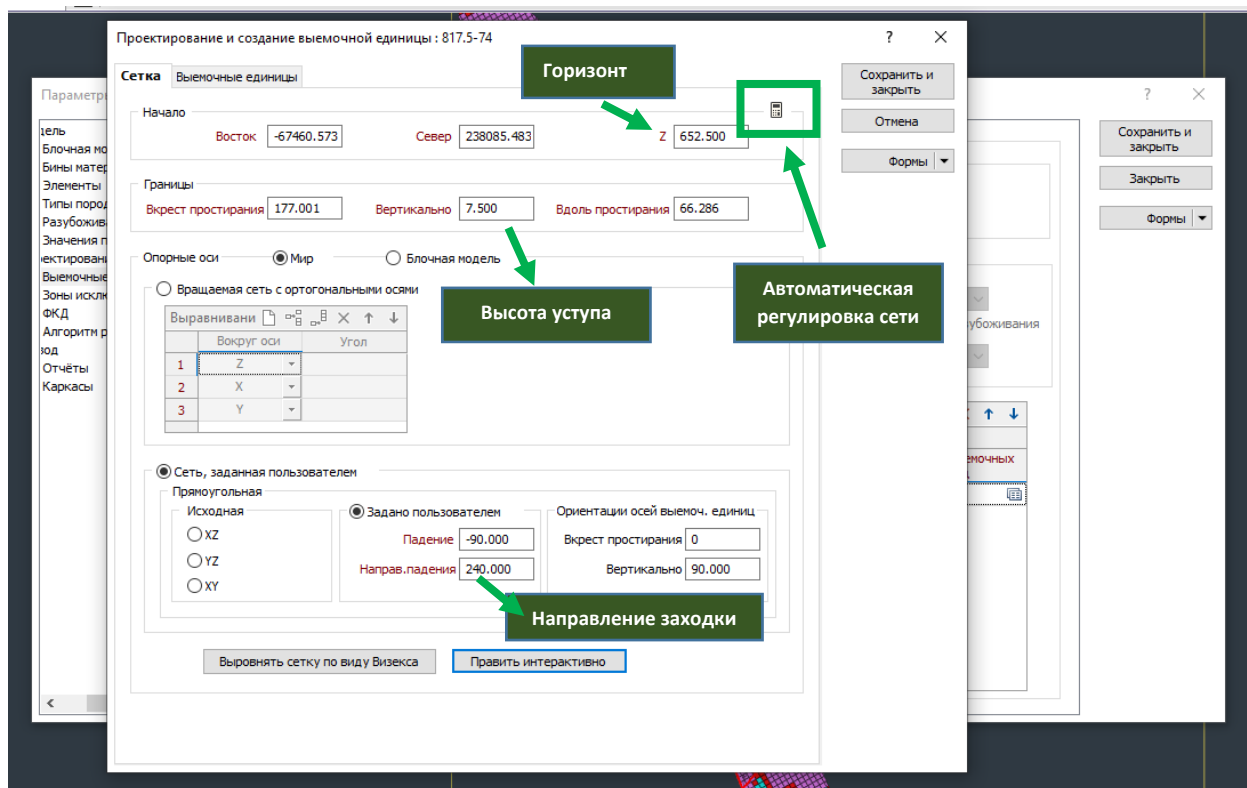 Проектирование и создание выемочной единицы : 817.5-74
?
Сетка Выемочные единицы
Горизонт
Сохранить и
закрыть
Отмена
Формы
Начало
Восток -67460.573 Север 238085.483 Z 652.500
Границы
Вкрест простирания 177.001 Вертикально 7.500 Вдоль простирания 66.286
Опорные оси Мир Блочная модель
Вращаемая сеть с ортогональными осями
Высота уступа
Автоматическая
регулировка сети
Выравнивани
Вокруг оси Угол
1 Z
2 X
3 Y
Сеть, заданная пользователем
Прямоугольная
Исходная
XZ
YZ
XY
Задано пользователем
Падение -90.000
Направ.падения 240.000
Ориентации осей выемоч. единиц
Вкрест простирания 0
Вертикально 90.000
Направление заходки
Выровнять сетку по виду Визекса Править интерактивно
Параметры
Блочная мо
Бины матер
Элементы
Типы пород
Разубожив
Значения п
Выемочные
Зоны исклю
ФКД
Алгоритм р
Отчёты
Каркасы
?
Сохранить и
закрыть
Закрыть
Формы
убоживания
емочных